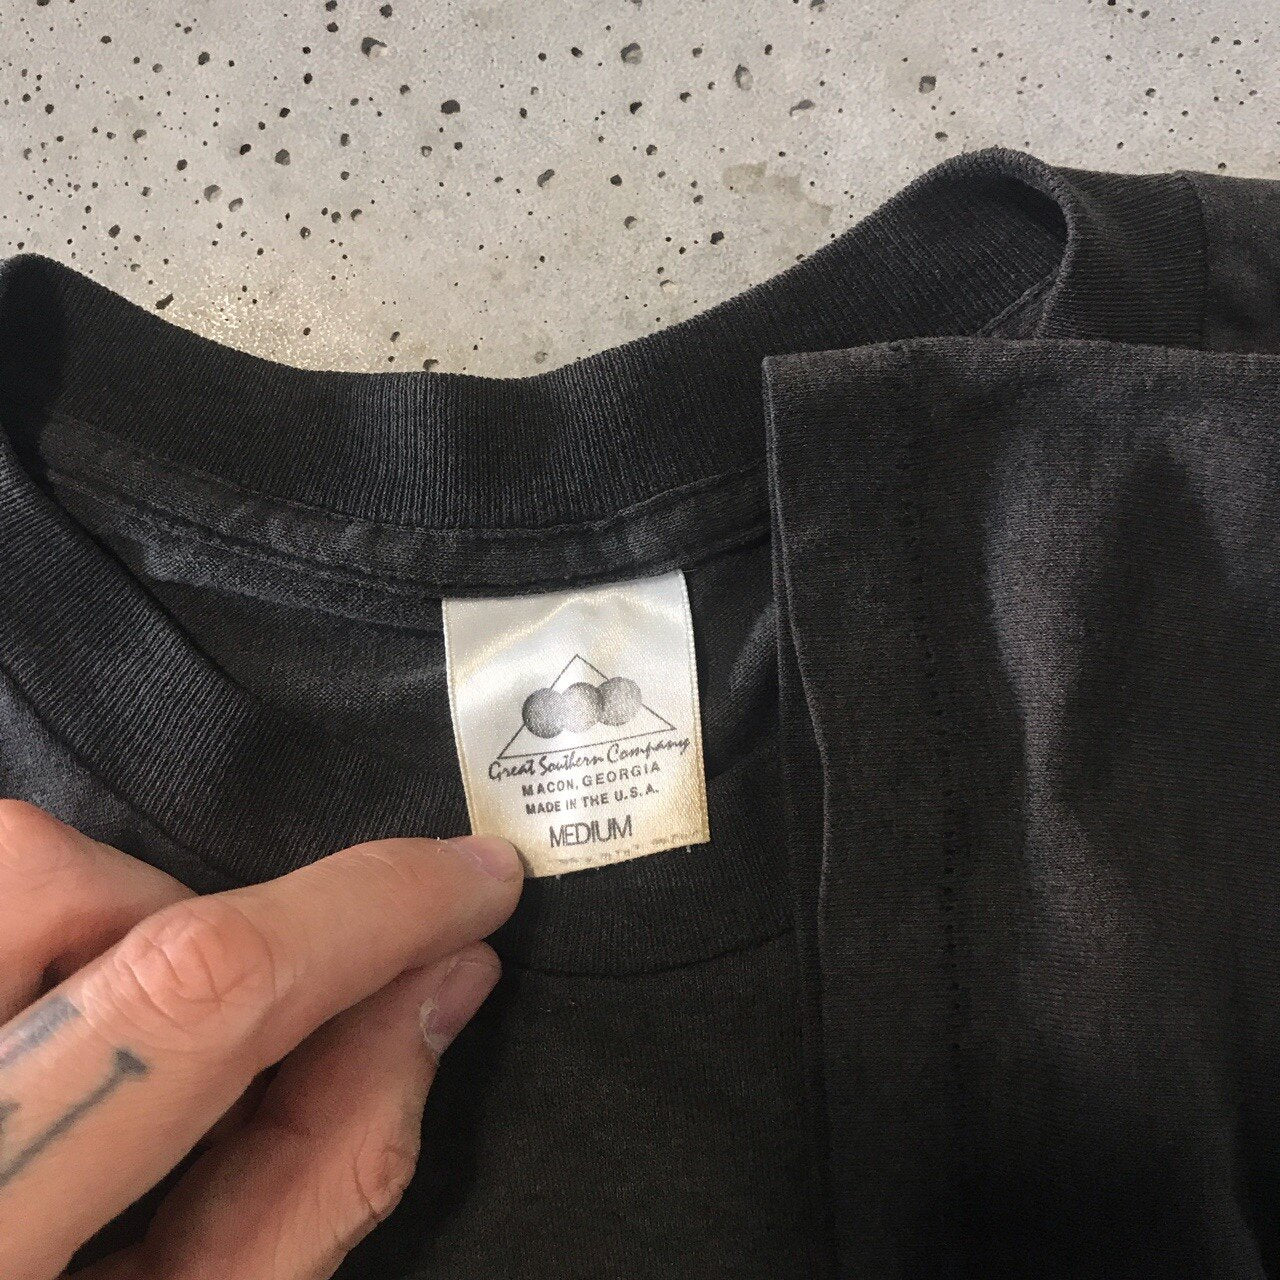 Great Southern Company
MACON, GEORGIA
MADE IN THE U.S.A.
MEDIUM